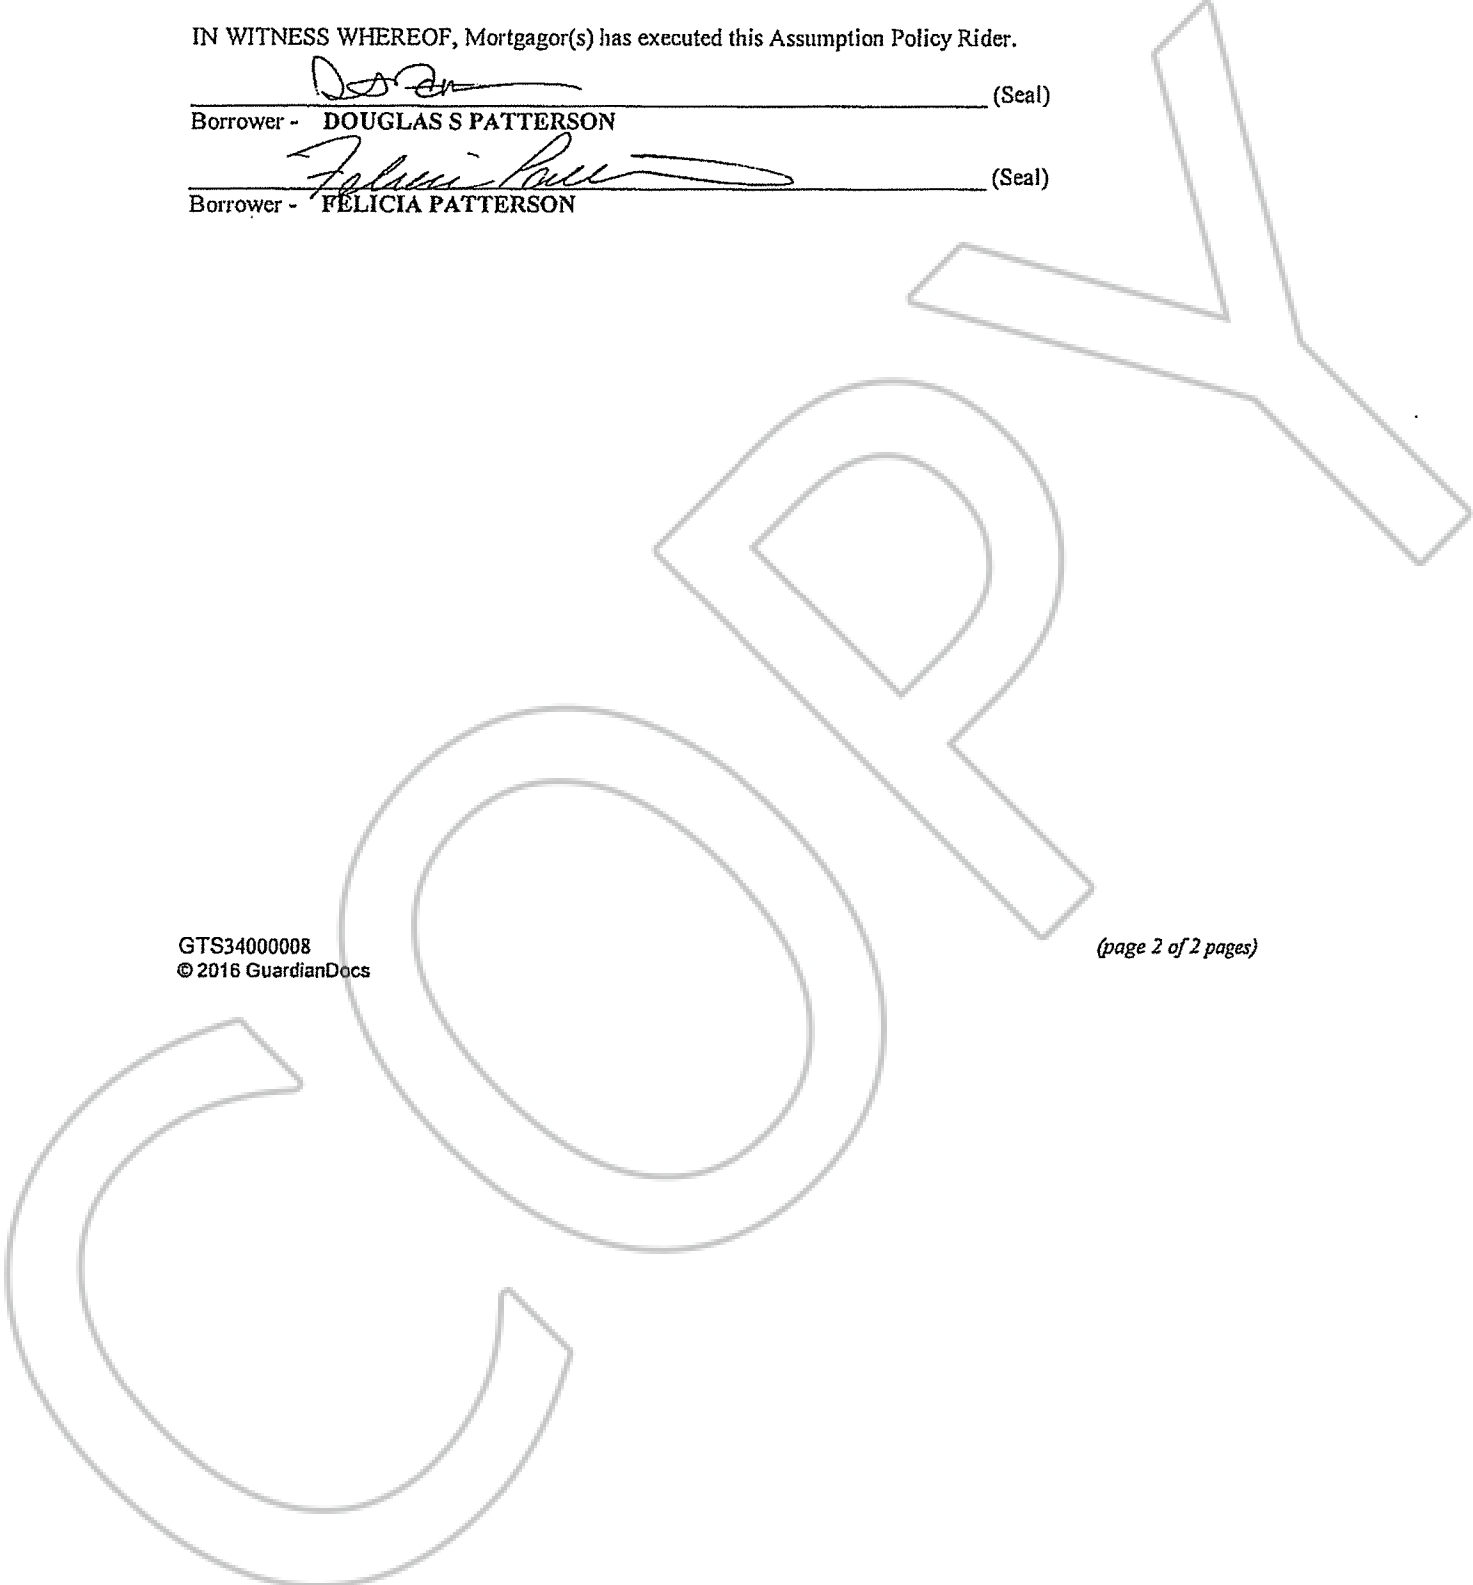 IN WITNESS WHEREOF, Mortgagor(s) has executed this Assumption Policy Rider.
(Seal)
Borrower - DOUGLAS S PATTERSON
(Seal)
Borrower - FELICIA PATTERSON
COPY
GTS34000008
© 2016 GuardianDocs
(page 2 of 2 pages)